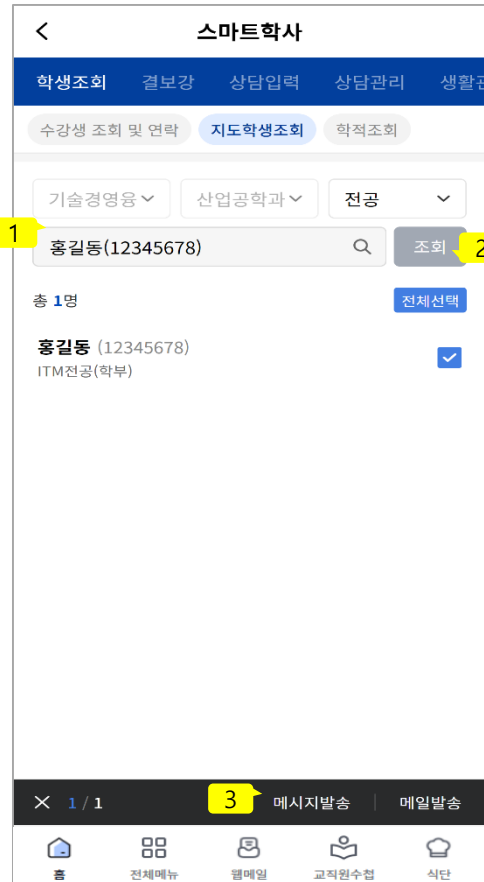 스마트학사
학생조회 결보강 상담입력 상담관리 생활관
수강생 조회 및 연락 지도학생조회 학적조회
기술경영융 산업공학과 전공
1
홍길동(12345678) 조회 2
총 1명 전체선택
홍길동 (12345678)
ITM전공(학부)
1 / 1 3 메시지발송 메일발송
홈 전체메뉴 웹메일 교직원수첩 식단